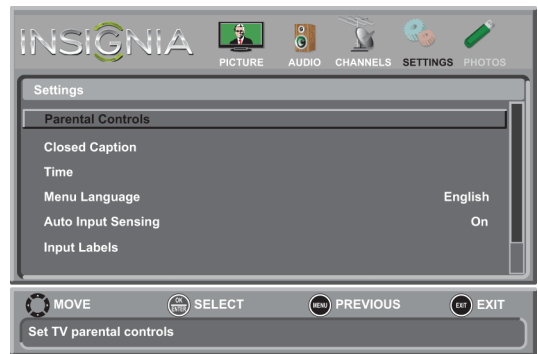 INSIGNIA
PICTURE AUDIO CHANNELS SETTINGS PHOTOS
Settings
Parental Controls
Closed Caption
Time
Menu Language English
Auto Input Sensing On
Input Labels
MOVE OK ENTER SELECT MENU PREVIOUS EXIT EXIT
Set TV parental controls